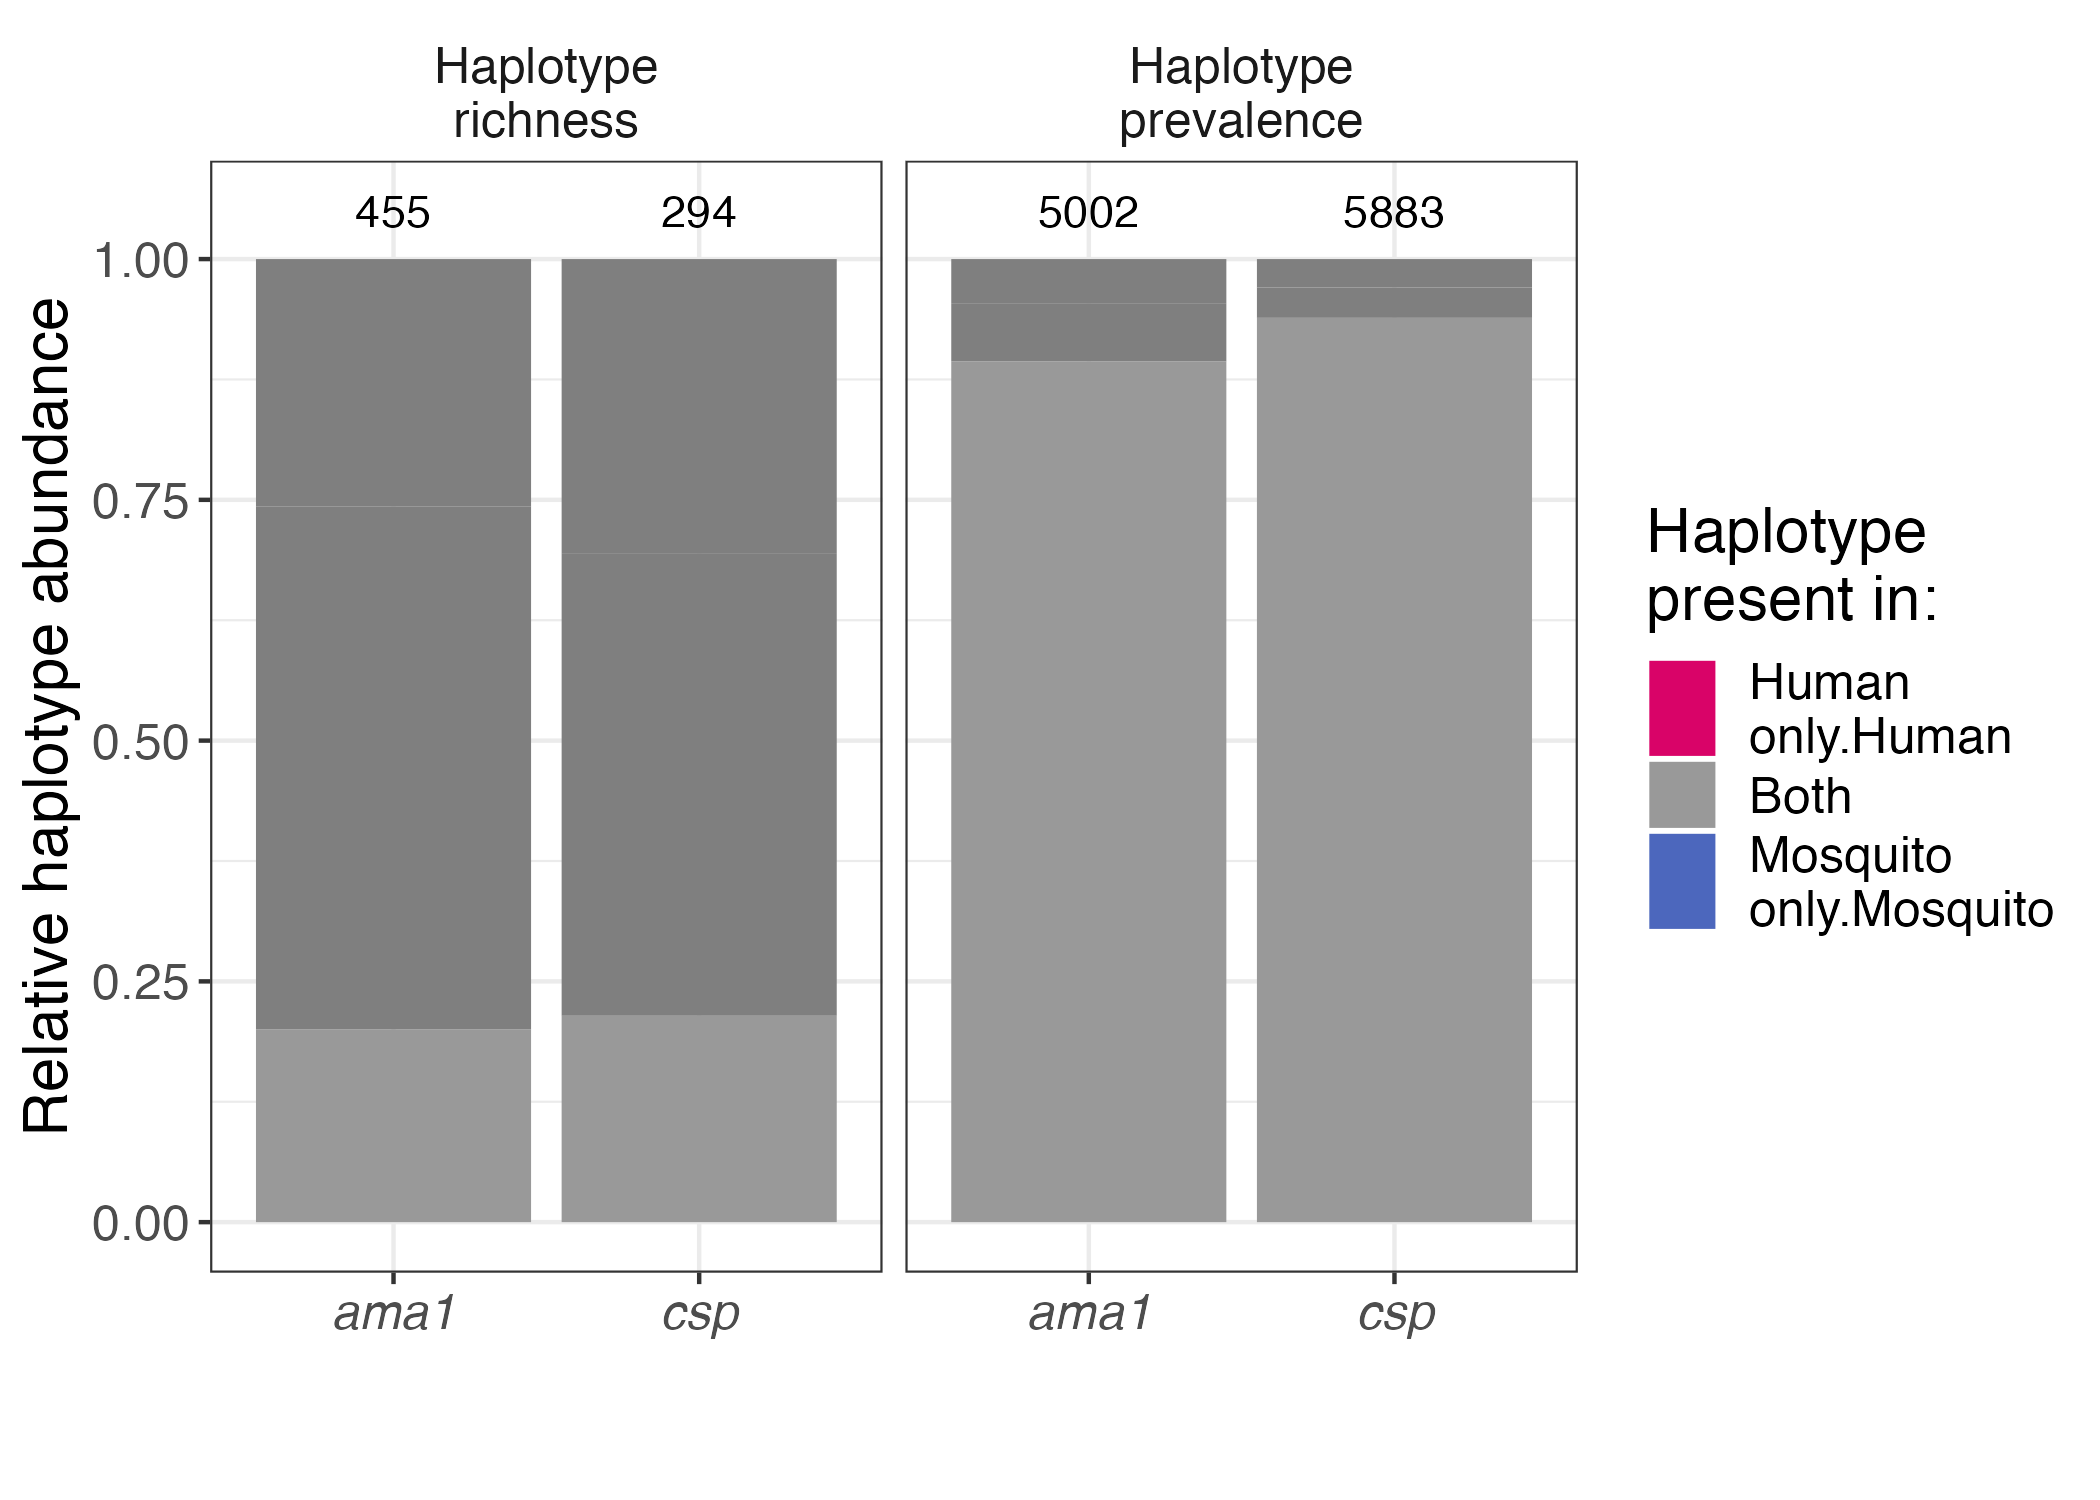 Haplotype
richness
Haplotype
prevalence
455
294
5002
5883
1.00
0.75
0.50
0.25
0.00
Relative haplotype abundance
ama1
csp
ama1
csp
Haplotype
present in:
Human
only.Human
Both
Mosquito
only.Mosquito